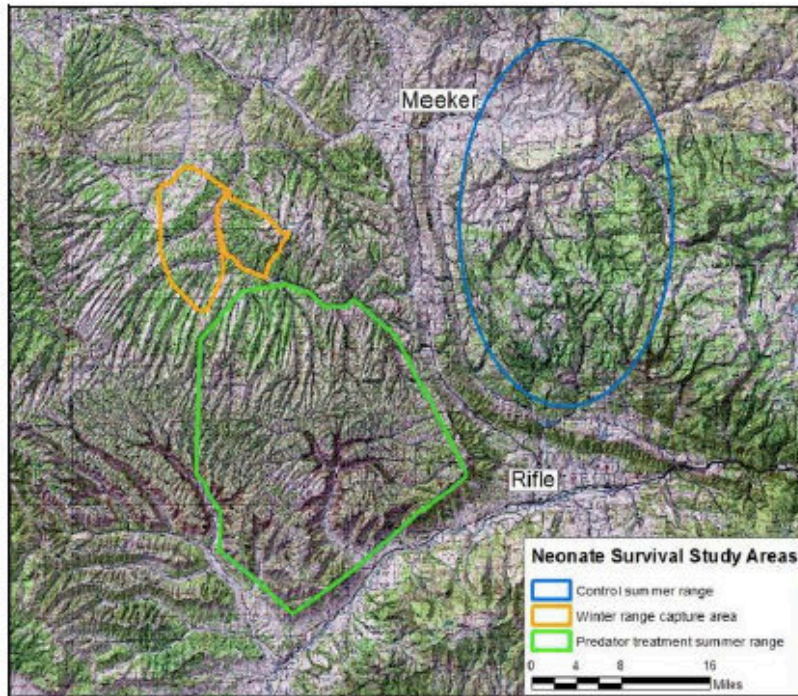 Meeker
Rifle
Neonate Survival Study Areas
Control summer range
Winter range capture area
Predator treatment summer range
0 4 8 16
Miles